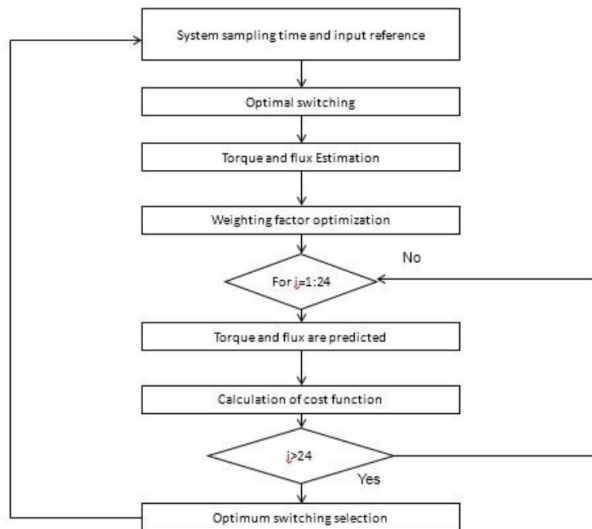 System sampling time and input reference
Optimal switching
Torque and flux Estimation
Weighting factor optimization
No
For j=1:24
Torque and flux are predicted
Calculation of cost function
j>24
Yes
Optimum switching selection